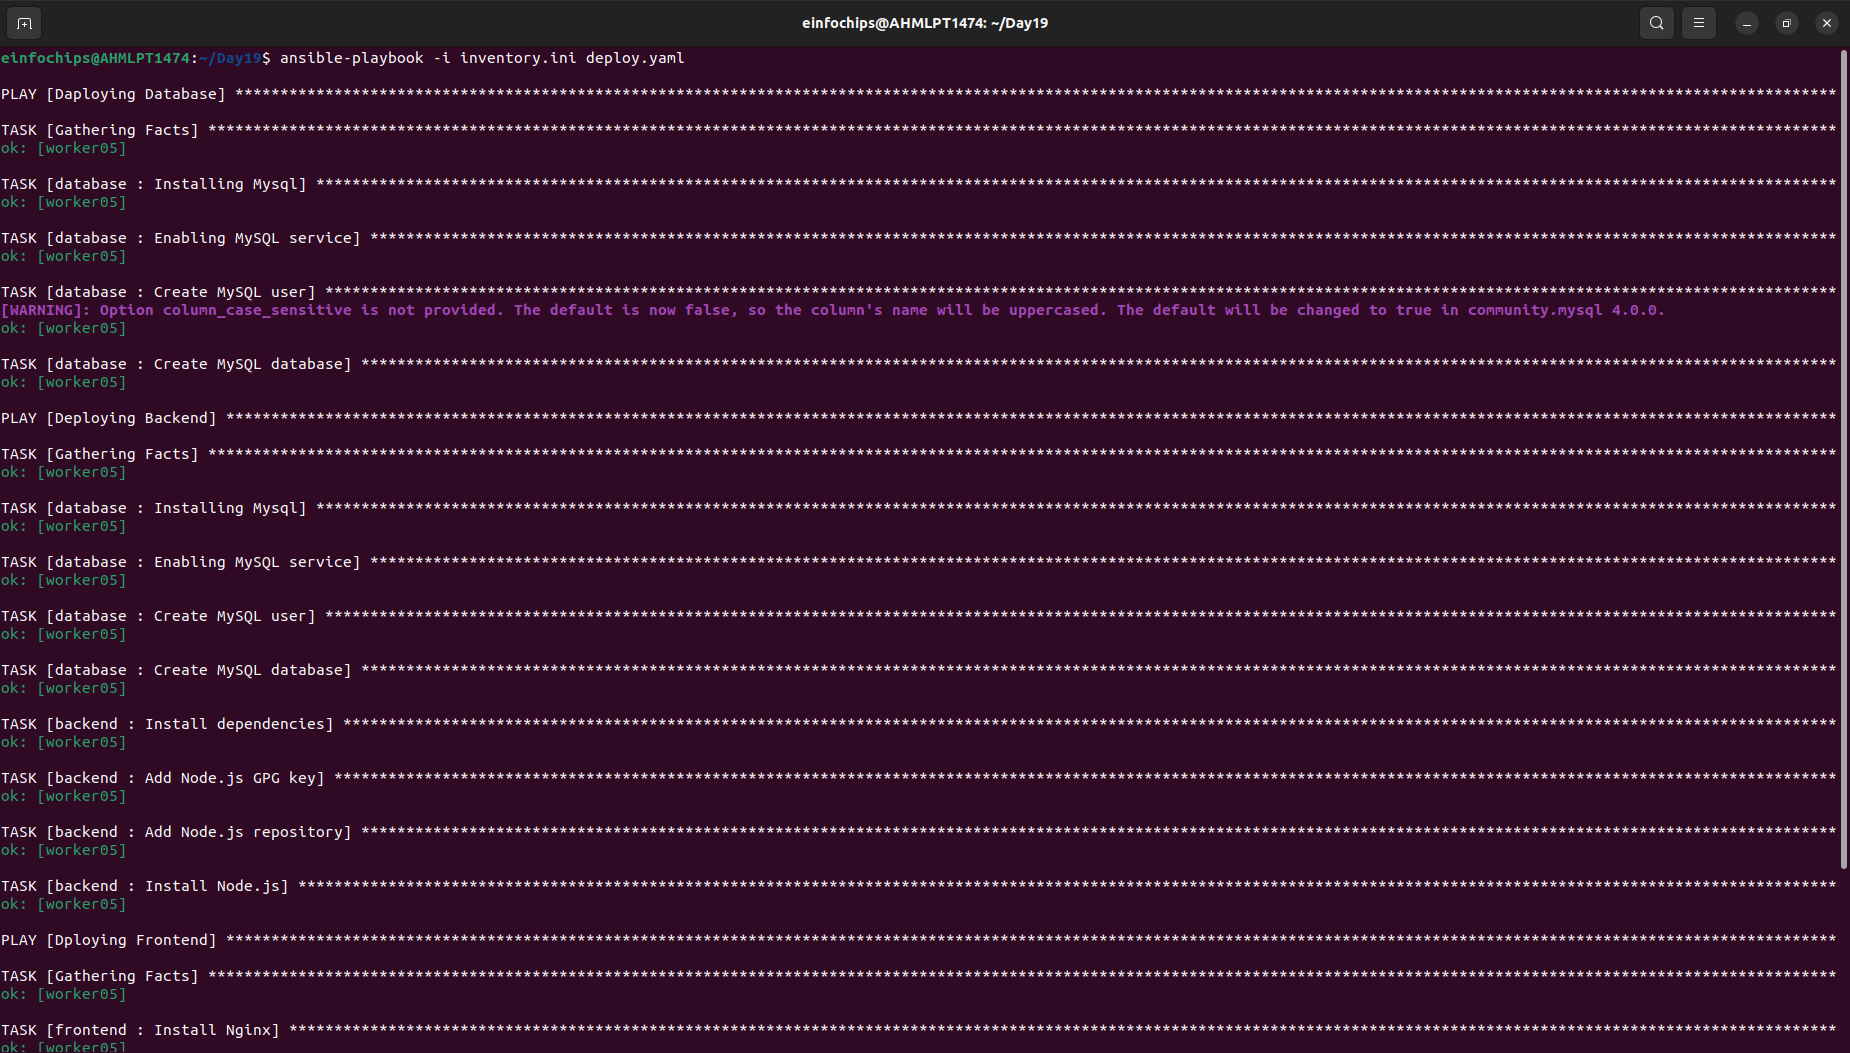 einfochips@AHMLPT1474: ~/Day19
einfochips@AHMLPT1474:~/Day19$ ansible-playbook -i inventory.ini deploy.yaml
PLAY [Daploying Database] **********************************************************************************************************************************************************************************
TASK [Gathering Facts] *************************************************************************************************************************************************************************************
ok: [worker05]
TASK [database : Installing Mysql] *************************************************************************************************************************************************************************
ok: [worker05]
TASK [database : Enabling MySQL service] *******************************************************************************************************************************************************************
ok: [worker05]
TASK [database : Create MySQL user] ************************************************************************************************************************************************************************
[WARNING]: Option column_case_sensitive is not provided. The default is now false, so the column's name will be uppercased. The default will be changed to true in community.mysql 4.0.0.
ok: [worker05]
TASK [database : Create MySQL database] ********************************************************************************************************************************************************************
ok: [worker05]
PLAY [Deploying Backend] ***********************************************************************************************************************************************************************************
TASK [Gathering Facts] *************************************************************************************************************************************************************************************
ok: [worker05]
TASK [database : Installing Mysql] *************************************************************************************************************************************************************************
ok: [worker05]
TASK [database : Enabling MySQL service] *******************************************************************************************************************************************************************
ok: [worker05]
TASK [database : Create MySQL user] ************************************************************************************************************************************************************************
ok: [worker05]
TASK [database : Create MySQL database] ********************************************************************************************************************************************************************
ok: [worker05]
TASK [backend : Install dependencies] **********************************************************************************************************************************************************************
ok: [worker05]
TASK [backend : Add Node.js GPG key] ***********************************************************************************************************************************************************************
ok: [worker05]
TASK [backend : Add Node.js repository] ********************************************************************************************************************************************************************
ok: [worker05]
TASK [backend : Install Node.js] ***************************************************************************************************************************************************************************
ok: [worker05]
PLAY [Dploying Frontend] ***********************************************************************************************************************************************************************************
TASK [Gathering Facts] *************************************************************************************************************************************************************************************
ok: [worker05]
TASK [frontend : Install Nginx] ****************************************************************************************************************************************************************************
ok: [worker05]